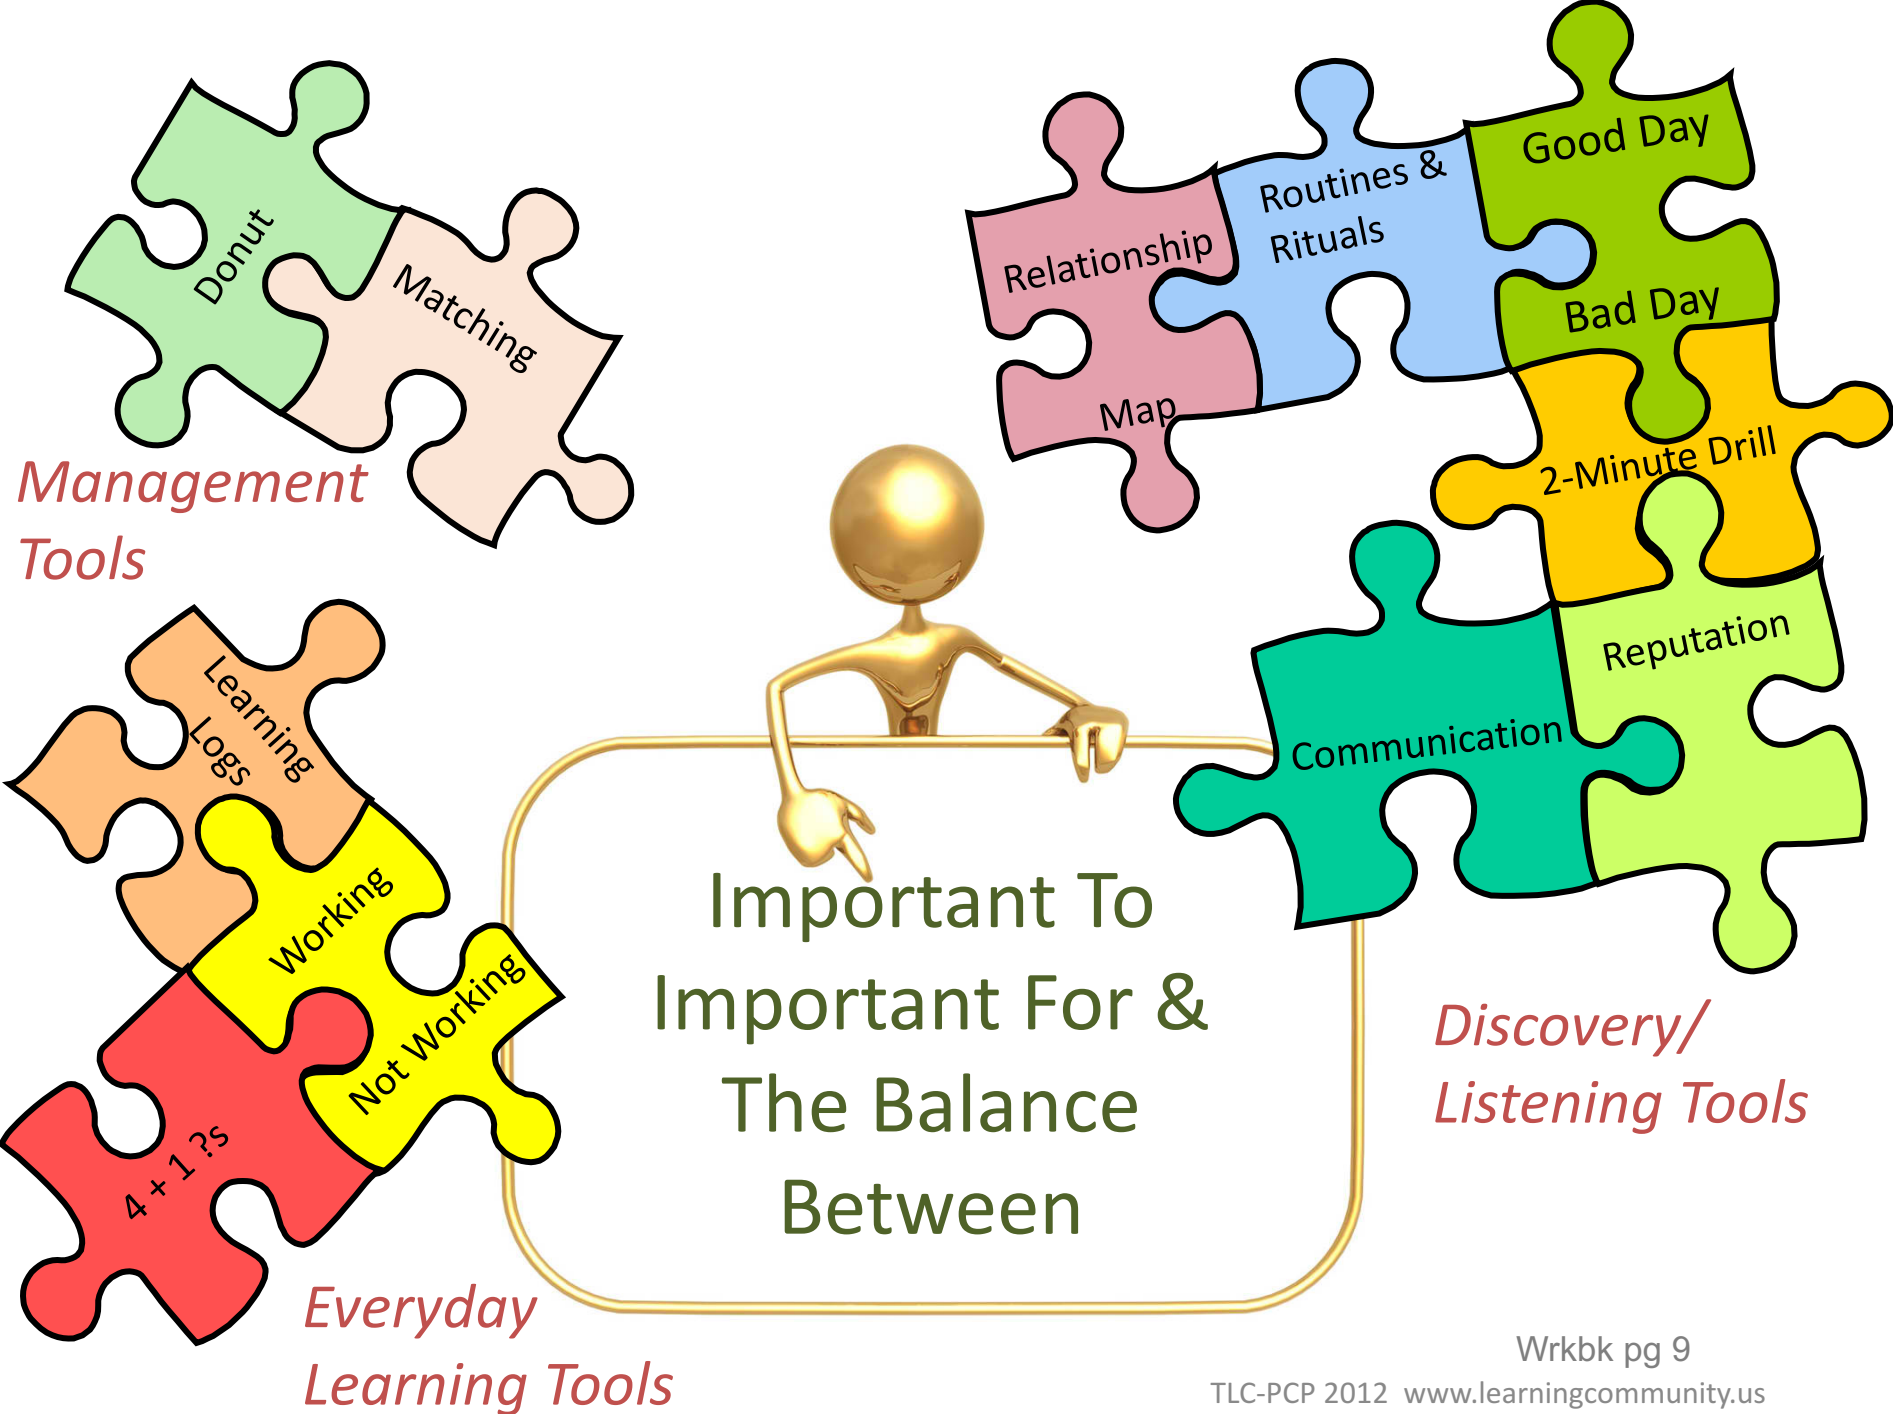 Donut
Matching
Management
Tools
Relationship
Map
Routines &
Rituals
Good Day
Bad Day
2-Minute Drill
Reputation
Communication
Discovery/
Listening Tools
Learning
Logs
Working
Not Working
4 + 1 ?s
Everyday
Learning Tools
Important To
Important For &
The Balance
Between
Wrkbk pg 9
TLC-PCP 2012 www.learningcommunity.us